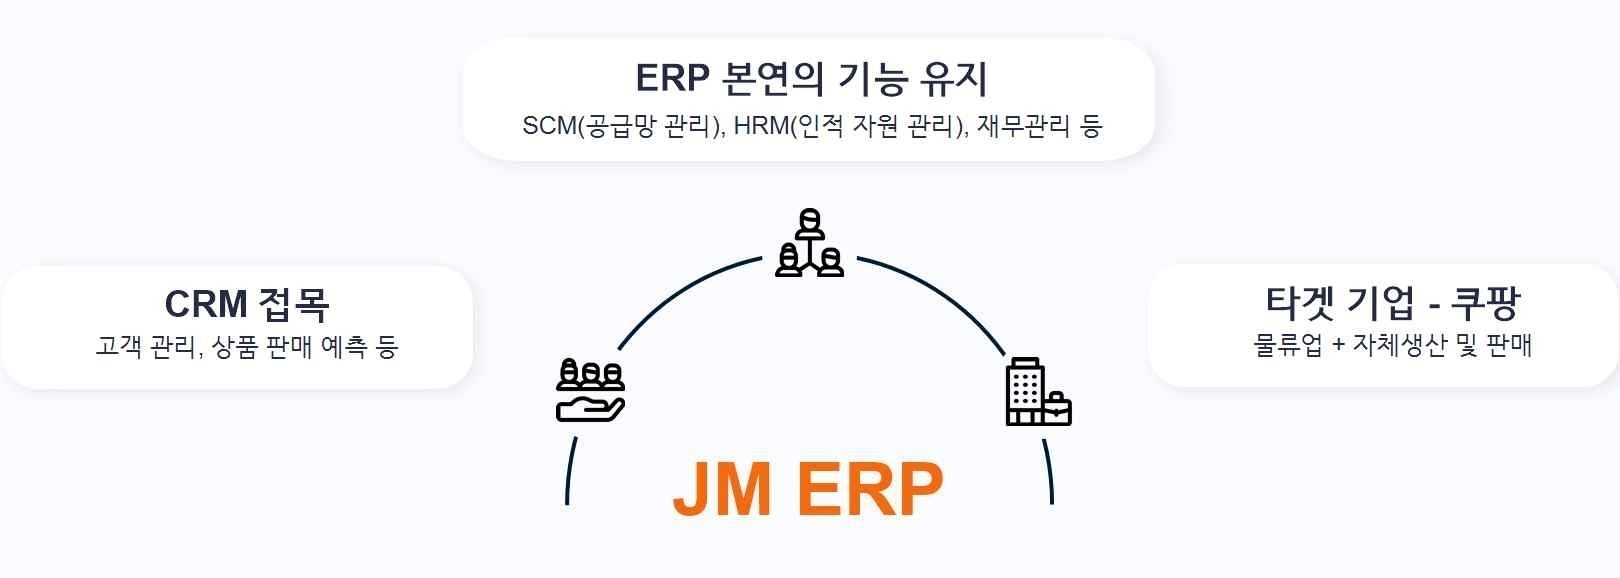 ERP 본연의 기능 유지
SCM(공급망 관리), HRM(인적 자원 관리), 재무관리 등
CRM 접목
고객 관리, 상품 판매 예측 등
타겟 기업 - 쿠팡
물류업 + 자체생산 및 판매
JM ERP